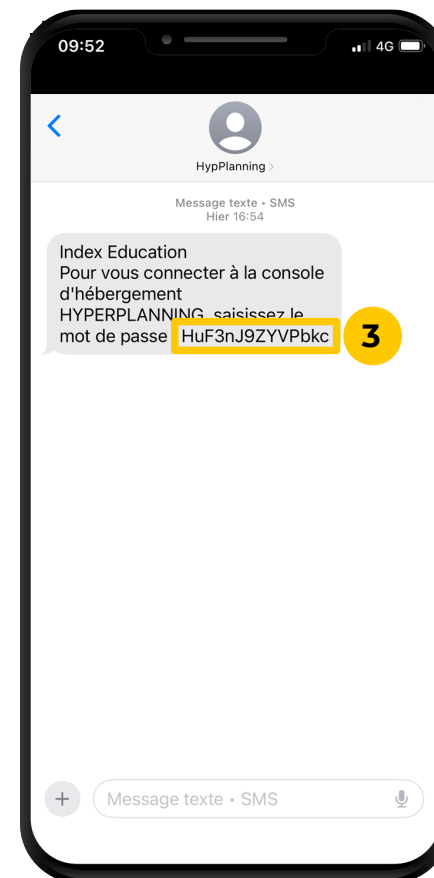 09:52
4G
HypPlanning >
Message texte • SMS
Hier 16:54
Index Education
Pour vous connecter à la console
d'hébergement
HYPERPLANNING, saisissez le
mot de passe HuF3nJ9ZYVPbkc
3
Message texte • SMS